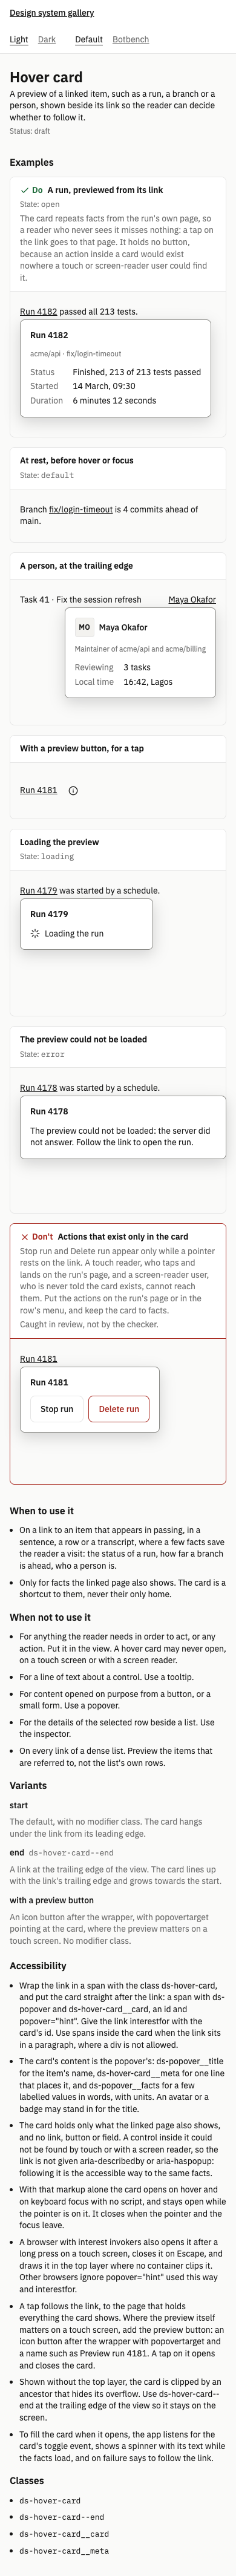 Design system gallery
Light Dark Default Botbench
Hover card
A preview of a linked item, such as a run, a branch or a
person, shown beside its link so the reader can decide
whether to follow it.
Status: draft
Examples
Do A run, previewed from its link
State: open
The card repeats facts from the run's own page, so
a reader who never sees it misses nothing: a tap on
the link goes to that page. It holds no button,
because an action inside a card would exist
nowhere a touch or screen-reader user could find
it.
Run 4182 passed all 213 tests.
Run 4182
acme/api · fix/login-timeout
Status Finished, 213 of 213 tests passed
Started 14 March, 09:30
Duration 6 minutes 12 seconds
At rest, before hover or focus
State: default
Branch fix/login-timeout is 4 commits ahead of
main.
A person, at the trailing edge
Task 41 · Fix the session refresh Maya Okafor
MO Maya Okafor
Maintainer of acme/api and acme/billing
Reviewing 3 tasks
Local time 16:42, Lagos
With a preview button, for a tap
Run 4181
Loading the preview
State: loading
Run 4179 was started by a schedule.
Run 4179
Loading the run
The preview could not be loaded
State: error
Run 4178 was started by a schedule.
Run 4178
The preview could not be loaded: the server did
not answer. Follow the link to open the run.
Don't Actions that exist only in the card
Stop run and Delete run appear only while a pointer
rests on the link. A touch reader, who taps and
lands on the run's page, and a screen-reader user,
who is never told the card exists, cannot reach
them. Put the actions on the run's page or in the
row's menu, and keep the card to facts.
Caught in review, not by the checker.
Run 4181
Run 4181
Stop run Delete run
When to use it
• On a link to an item that appears in passing, in a
sentence, a row or a transcript, where a few facts save
the reader a visit: the status of a run, how far a branch
is ahead, who a person is.
• Only for facts the linked page also shows. The card is a
shortcut to them, never their only home.
When not to use it
• For anything the reader needs in order to act, or any
action. Put it in the view. A hover card may never open,
on a touch screen or with a screen reader.
• For a line of text about a control. Use a tooltip.
• For content opened on purpose from a button, or a
small form. Use a popover.
• For the details of the selected row beside a list. Use
the inspector.
• On every link of a dense list. Preview the items that
are referred to, not the list's own rows.
Variants
start
The default, with no modifier class. The card hangs
under the link from its leading edge.
end ds-hover-card--end
A link at the trailing edge of the view. The card lines up
with the link's trailing edge and grows towards the start.
with a preview button
An icon button after the wrapper, with popovertarget
pointing at the card, where the preview matters on a
touch screen. No modifier class.
Accessibility
• Wrap the link in a span with the class ds-hover-card,
and put the card straight after the link: a span with ds-
popover and ds-hover-card__card, an id and
popover="hint". Give the link interestfor with the
card's id. Use spans inside the card when the link sits
in a paragraph, where a div is not allowed.
• The card's content is the popover's: ds-popover__title
for the item's name, ds-hover-card__meta for one line
that places it, and ds-popover__facts for a few
labelled values in words, with units. An avatar or a
badge may stand in for the title.
• The card holds only what the linked page also shows,
and no link, button or field. A control inside it could
not be found by touch or with a screen reader, so the
link is not given aria-describedby or aria-haspopup:
following it is the accessible way to the same facts.
• With that markup alone the card opens on hover and
on keyboard focus with no script, and stays open while
the pointer is on it. It closes when the pointer and the
focus leave.
• A browser with interest invokers also opens it after a
long press on a touch screen, closes it on Escape, and
draws it in the top layer where no container clips it.
Other browsers ignore popover="hint" used this way
and interestfor.
• A tap follows the link, to the page that holds
everything the card shows. Where the preview itself
matters on a touch screen, add the preview button: an
icon button after the wrapper with popovertarget and
a name such as Preview run 4181. A tap on it opens
and closes the card.
• Shown without the top layer, the card is clipped by an
ancestor that hides its overflow. Use ds-hover-card--
end at the trailing edge of the view so it stays on the
screen.
• To fill the card when it opens, the app listens for the
card's toggle event, shows a spinner with its text while
the facts load, and on failure says to follow the link.
Classes
• ds-hover-card
• ds-hover-card--end
• ds-hover-card__card
• ds-hover-card__meta